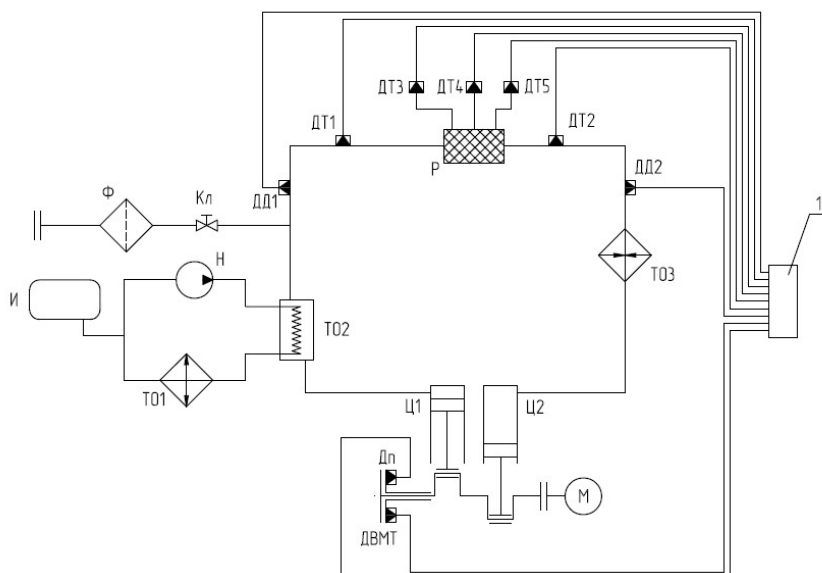 ДТ3
ДТ4
ДТ5
ДТ1
ДТ2
Р
ДД1
ДД2
Ф
Кл
1
Н
И
ТО2
ТО3
ТО1
Ц1
Ц2
Дп
М
ДВМТ